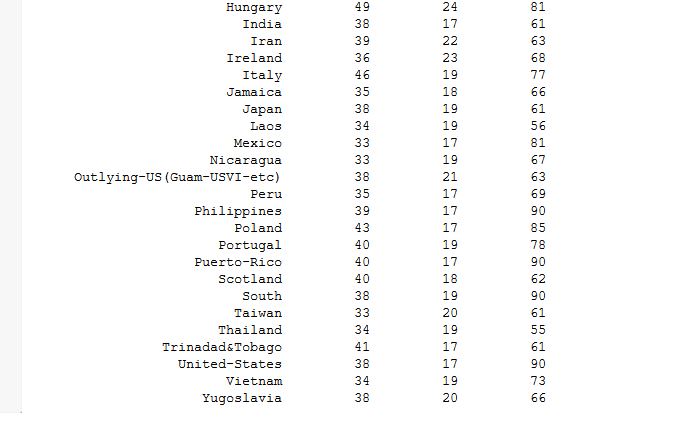 Hungary 49 24 81
India 38 17 61
Iran 39 22 63
Ireland 36 23 68
Italy 46 19 77
Jamaica 35 18 66
Japan 38 19 61
Laos 34 19 56
Mexico 33 17 81
Nicaragua 33 19 67
Outlying-US(Guam-USVI-etc) 38 21 63
Peru 35 17 69
Philippines 39 17 90
Poland 43 17 85
Portugal 40 19 78
Puerto-Rico 40 17 90
Scotland 40 18 62
South 38 19 90
Taiwan 33 20 61
Thailand 34 19 55
Trinadad&Tobago 41 17 61
United-States 38 17 90
Vietnam 34 19 73
Yugoslavia 38 20 66